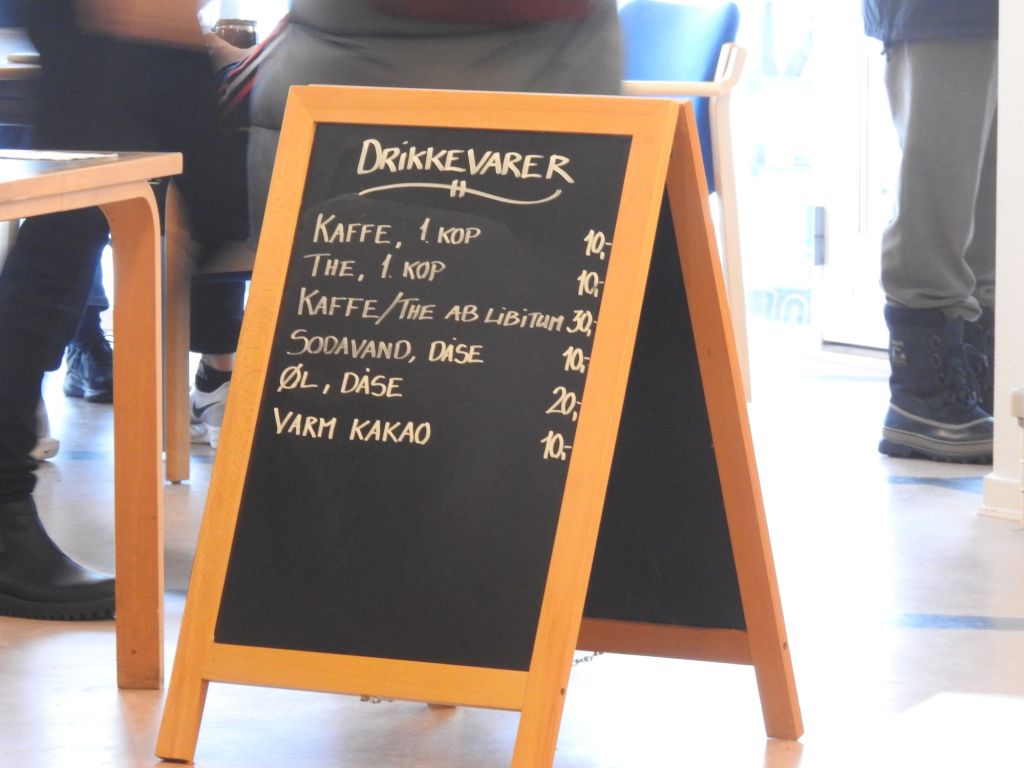 DRIKKEVARER
KAFFE, 1 KOP 10,-
THE, 1 KOP 10,-
KAFFE/THE AB LIBITUM 30,-
SODAVAND, DÅSE 10,-
ØL, DÅSE 20,-
VARM KAKAO 10,-